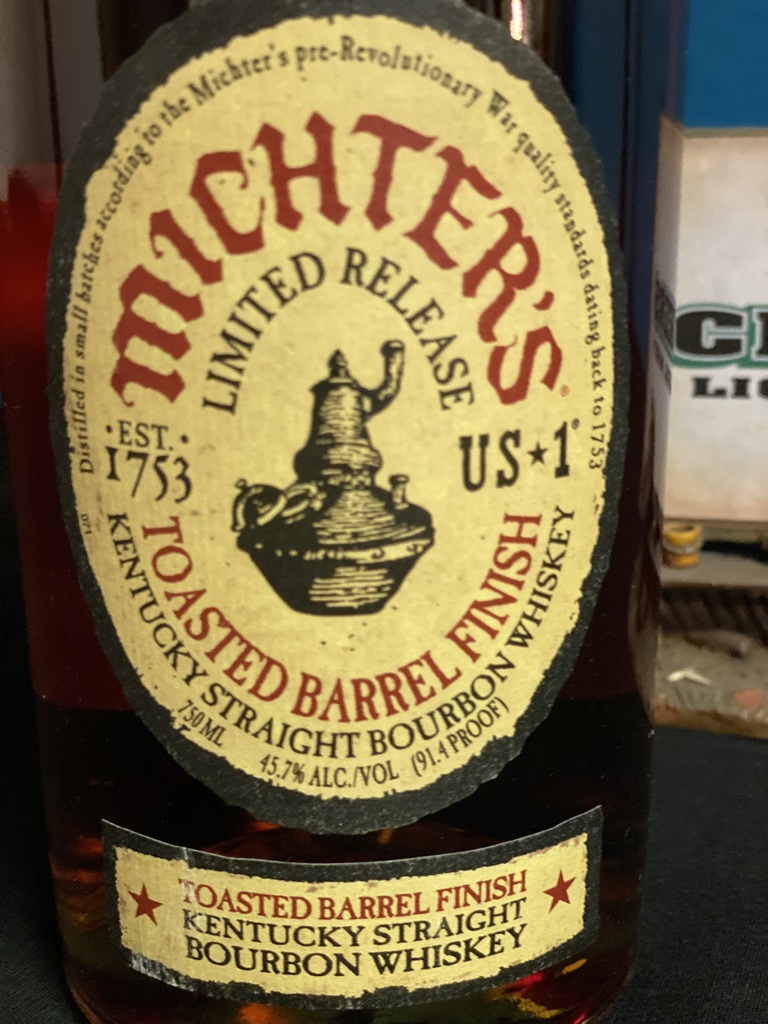 Distilled in small batches according to the Michter's pre-Revolutionary War quality standards dating back to 1753
MICHTER'S®
LIMITED RELEASE
·EST.·
1753
US★1®
TOASTED BARREL FINISH
KENTUCKY STRAIGHT BOURBON WHISKEY
750 ML
45.7% ALC./VOL (91.4 PROOF)
TOASTED BARREL FINISH
KENTUCKY STRAIGHT
BOURBON WHISKEY